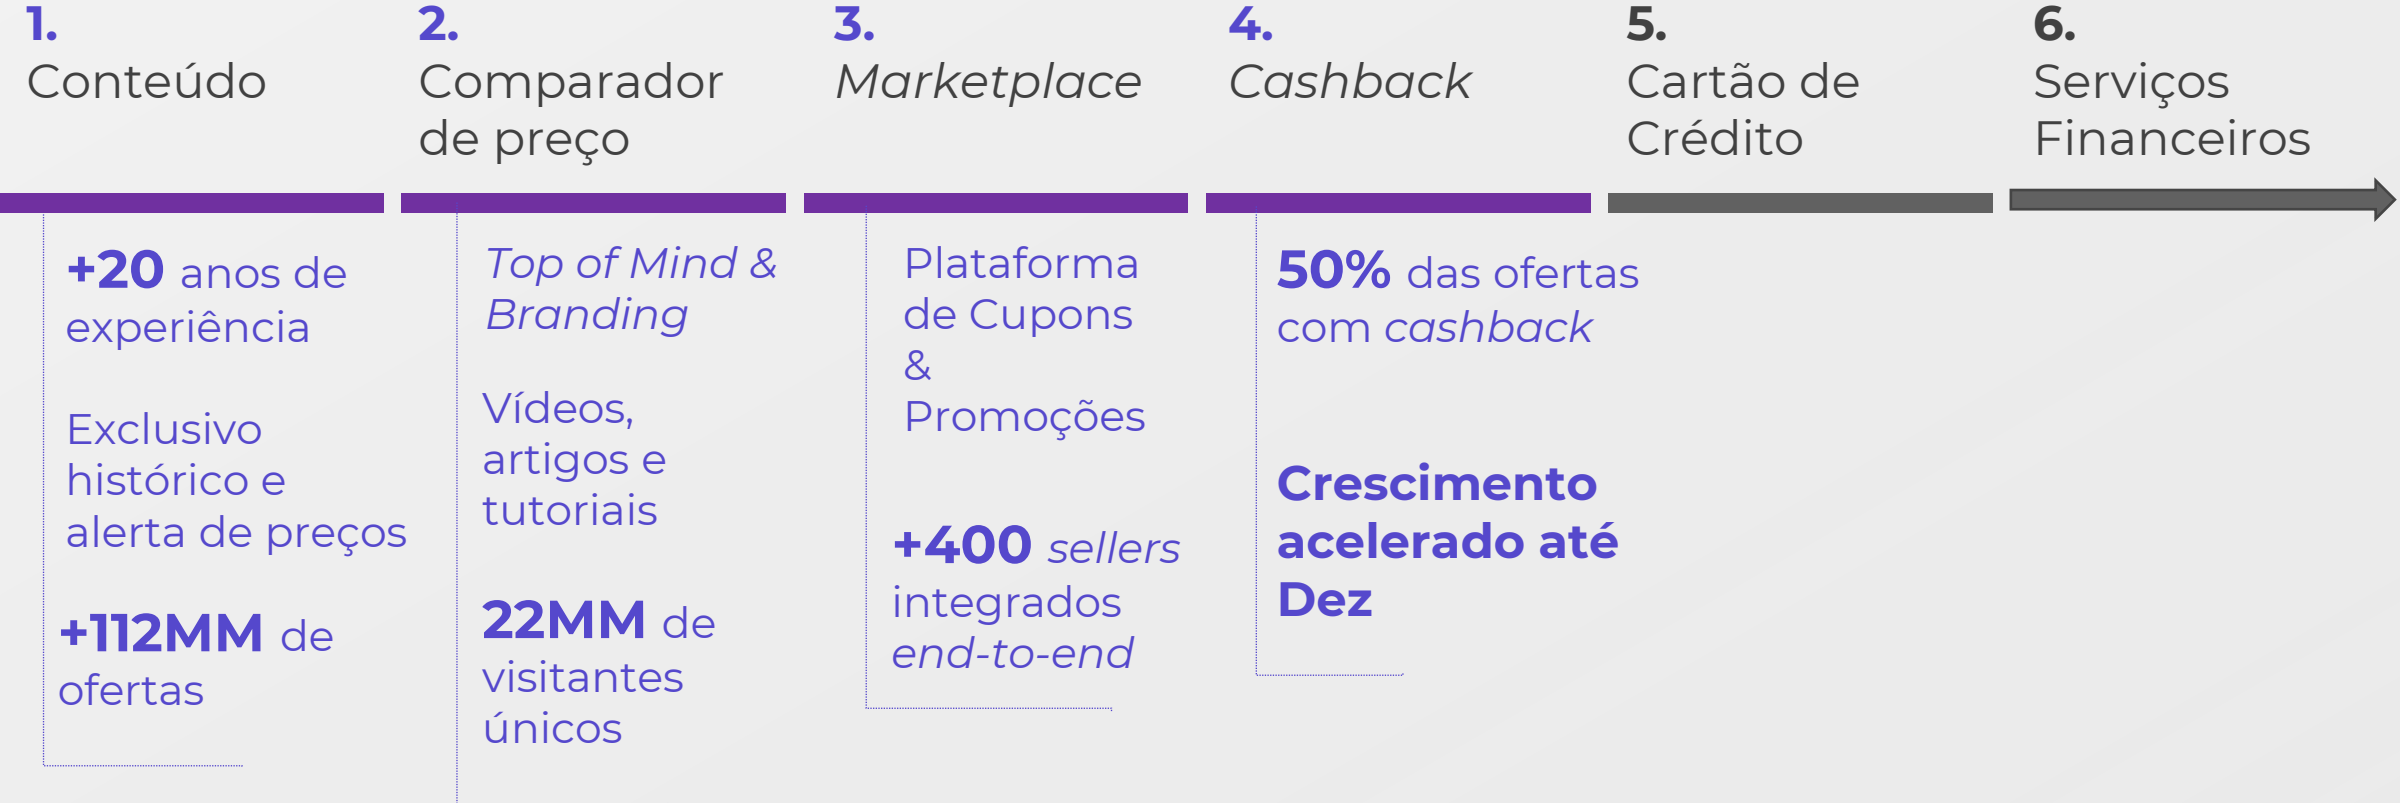 1.
Conteúdo
2.
Comparador
de preço
3.
Marketplace
4.
Cashback
5.
Cartão de
Crédito
6.
Serviços
Financeiros
+20 anos de
experiência
Exclusivo
histórico e
alerta de preços
+112MM de
ofertas
Top of Mind &
Branding
Vídeos,
artigos e
tutoriais
22MM de
visitantes
únicos
Plataforma
de Cupons
&
Promoções
+400 sellers
integrados
end-to-end
50% das ofertas
com cashback
Crescimento
acelerado até
Dez